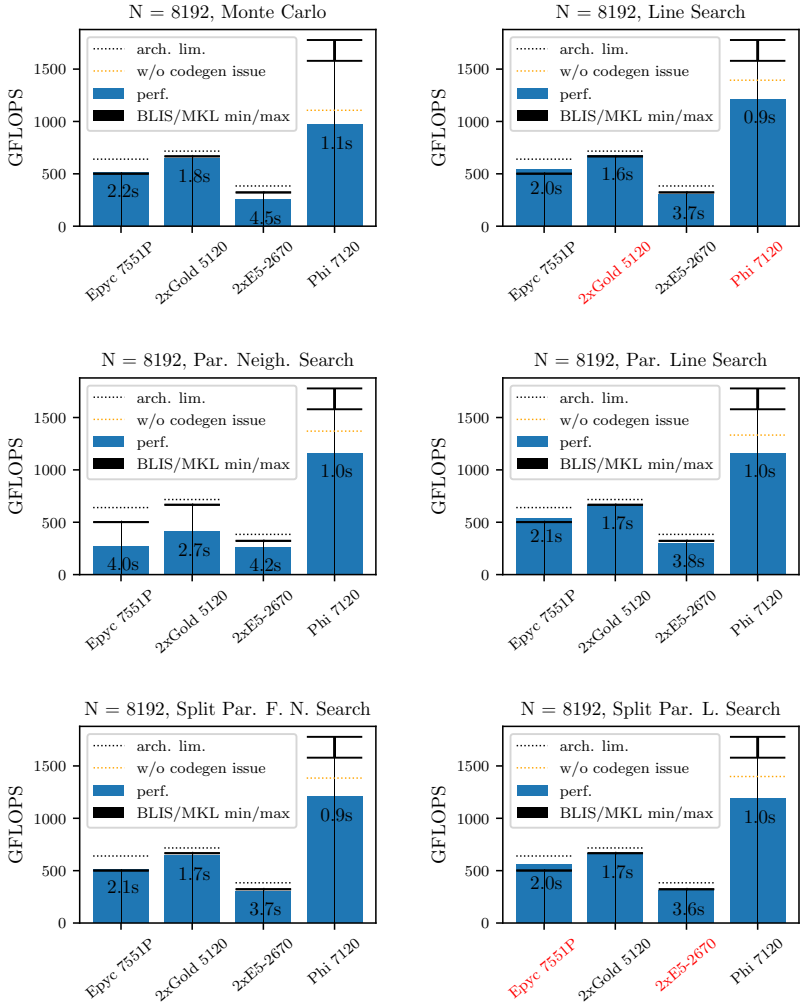 N = 8192, Monte Carlo
GFLOPS
1500
1000
500
0
arch. lim.
w/o codegen issue
perf.
BLIS/MKL min/max
2.2s
1.8s
4.5s
1.1s
Epyc 7551P
2xGold 5120
2xE5-2670
Phi 7120
N = 8192, Line Search
GFLOPS
1500
1000
500
0
arch. lim.
w/o codegen issue
perf.
BLIS/MKL min/max
2.0s
1.6s
3.7s
0.9s
Epyc 7551P
2xGold 5120
2xE5-2670
Phi 7120
N = 8192, Par. Neigh. Search
GFLOPS
1500
1000
500
0
arch. lim.
w/o codegen issue
perf.
BLIS/MKL min/max
4.0s
2.7s
4.2s
1.0s
Epyc 7551P
2xGold 5120
2xE5-2670
Phi 7120
N = 8192, Par. Line Search
GFLOPS
1500
1000
500
0
arch. lim.
w/o codegen issue
perf.
BLIS/MKL min/max
2.1s
1.7s
3.8s
1.0s
Epyc 7551P
2xGold 5120
2xE5-2670
Phi 7120
N = 8192, Split Par. F. N. Search
GFLOPS
1500
1000
500
0
arch. lim.
w/o codegen issue
perf.
BLIS/MKL min/max
2.1s
1.7s
3.7s
0.9s
Epyc 7551P
2xGold 5120
2xE5-2670
Phi 7120
N = 8192, Split Par. L. Search
GFLOPS
1500
1000
500
0
arch. lim.
w/o codegen issue
perf.
BLIS/MKL min/max
2.0s
1.7s
3.6s
1.0s
Epyc 7551P
2xGold 5120
2xE5-2670
Phi 7120